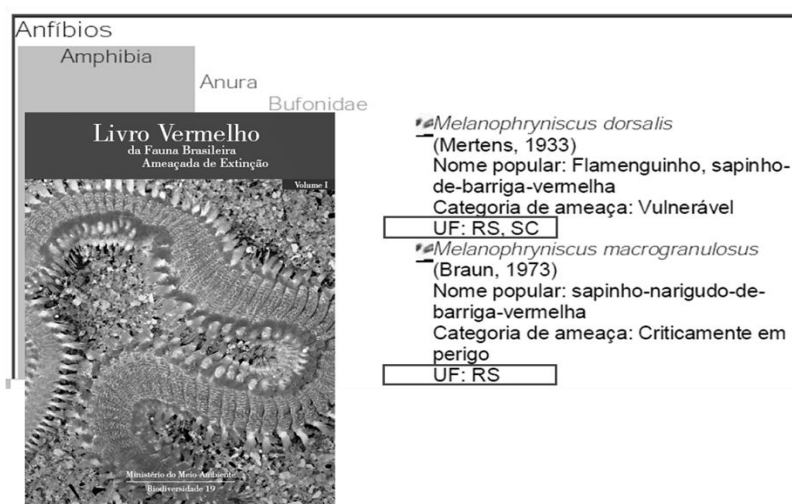 Anfíbios
Amphibia
Anura
Bufonidae
Livro Vermelho
da Fauna Brasileira
Ameaçada de Extinção
Volume I
Ministério do Meio Ambiente
Biodiversidade 19
Melanophryniscus dorsalis
(Mertens, 1933)
Nome popular: Flamenguinho, sapinho-
de-barriga-vermelha
Categoria de ameaça: Vulnerável
UF: RS, SC
Melanophryniscus macrogranulosus
(Braun, 1973)
Nome popular: sapinho-narigudo-de-
barriga-vermelha
Categoria de ameaça: Criticamente em
perigo
UF: RS